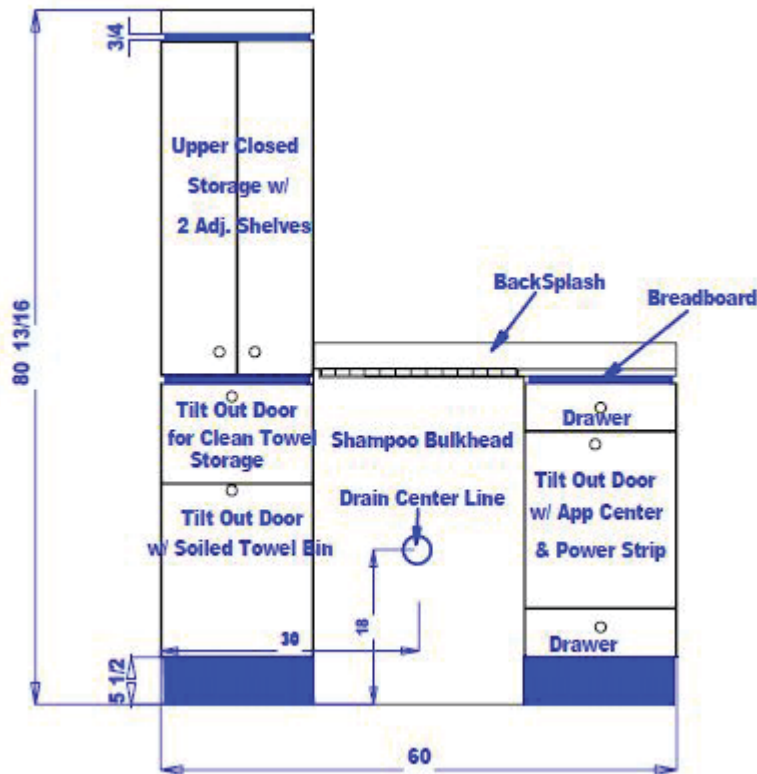 3/4
Upper Closed
Storage w/
2 Adj. Shelves
80 13/16
BackSplash
Breadboard
Tilt Out Door
for Clean Towel
Storage
Shampoo Bulkhead
Drawer
Tilt Out Door
w/ App Center
& Power Strip
Drain Center Line
Tilt Out Door
w/ Soiled Towel Bin
18
30
Drawer
5 1/2
60